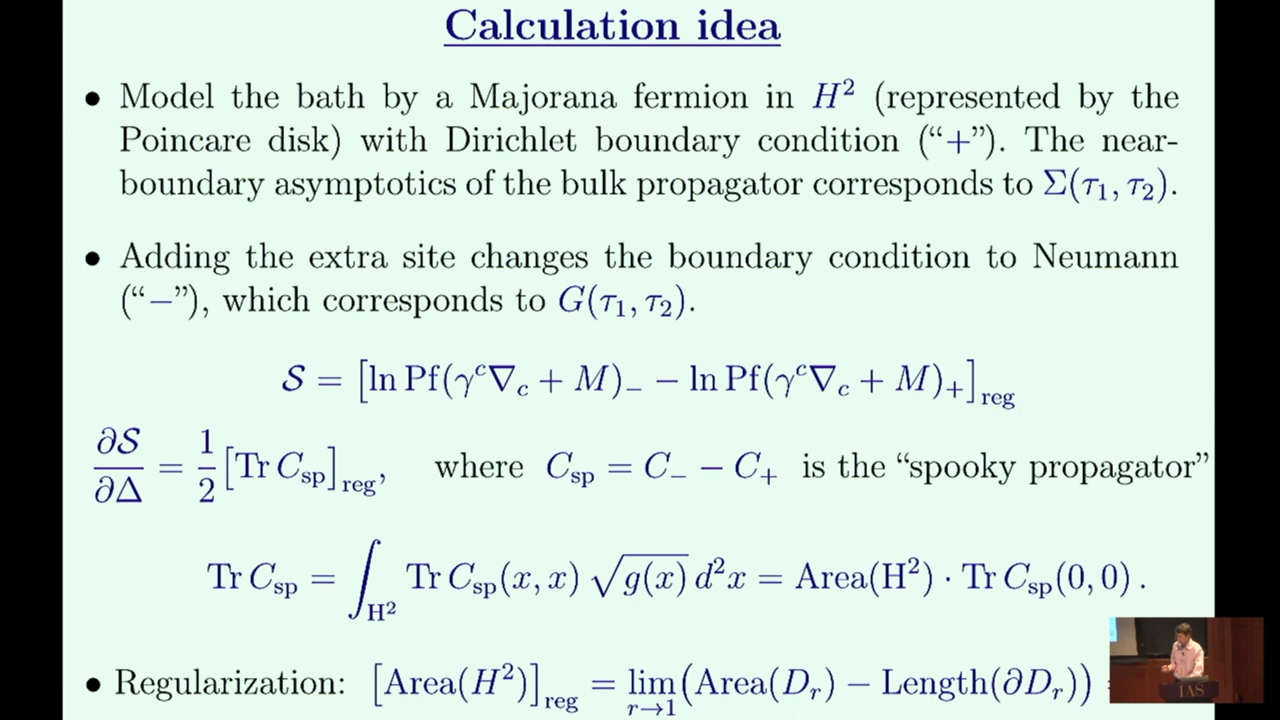 Calculation idea
• Model the bath by a Majorana fermion in H² (represented by the
Poincare disk) with Dirichlet boundary condition (“+”). The near-
boundary asymptotics of the bulk propagator corresponds to Σ(τ₁, τ₂).
• Adding the extra site changes the boundary condition to Neumann
(“−”), which corresponds to G(τ₁, τ₂).
𝒮 = [ln Pf(γᶜ∇_c + M)₋ − ln Pf(γᶜ∇_c + M)₊]_reg
∂𝒮/∂Δ = 1/2 [Tr C_sp]_reg, where C_sp = C₋ − C₊ is the “spooky propagator”
Tr C_sp = ∫_H² Tr C_sp(x, x) √g(x) d²x = Area(H²) · Tr C_sp(0, 0) .
• Regularization: [Area(H²)]_reg = lim_{r→1} (Area(D_r) − Length(∂D_r))
IAS